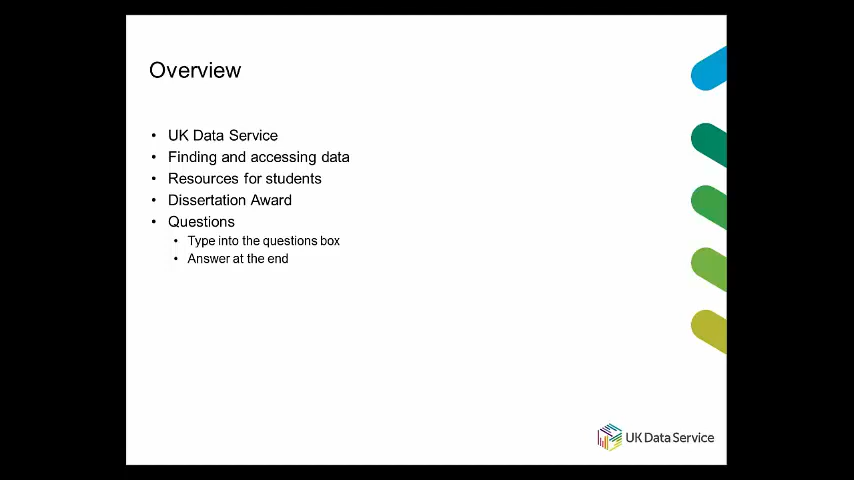 Overview
• UK Data Service
• Finding and accessing data
• Resources for students
• Dissertation Award
• Questions
• Type into the questions box
• Answer at the end
UK Data Service